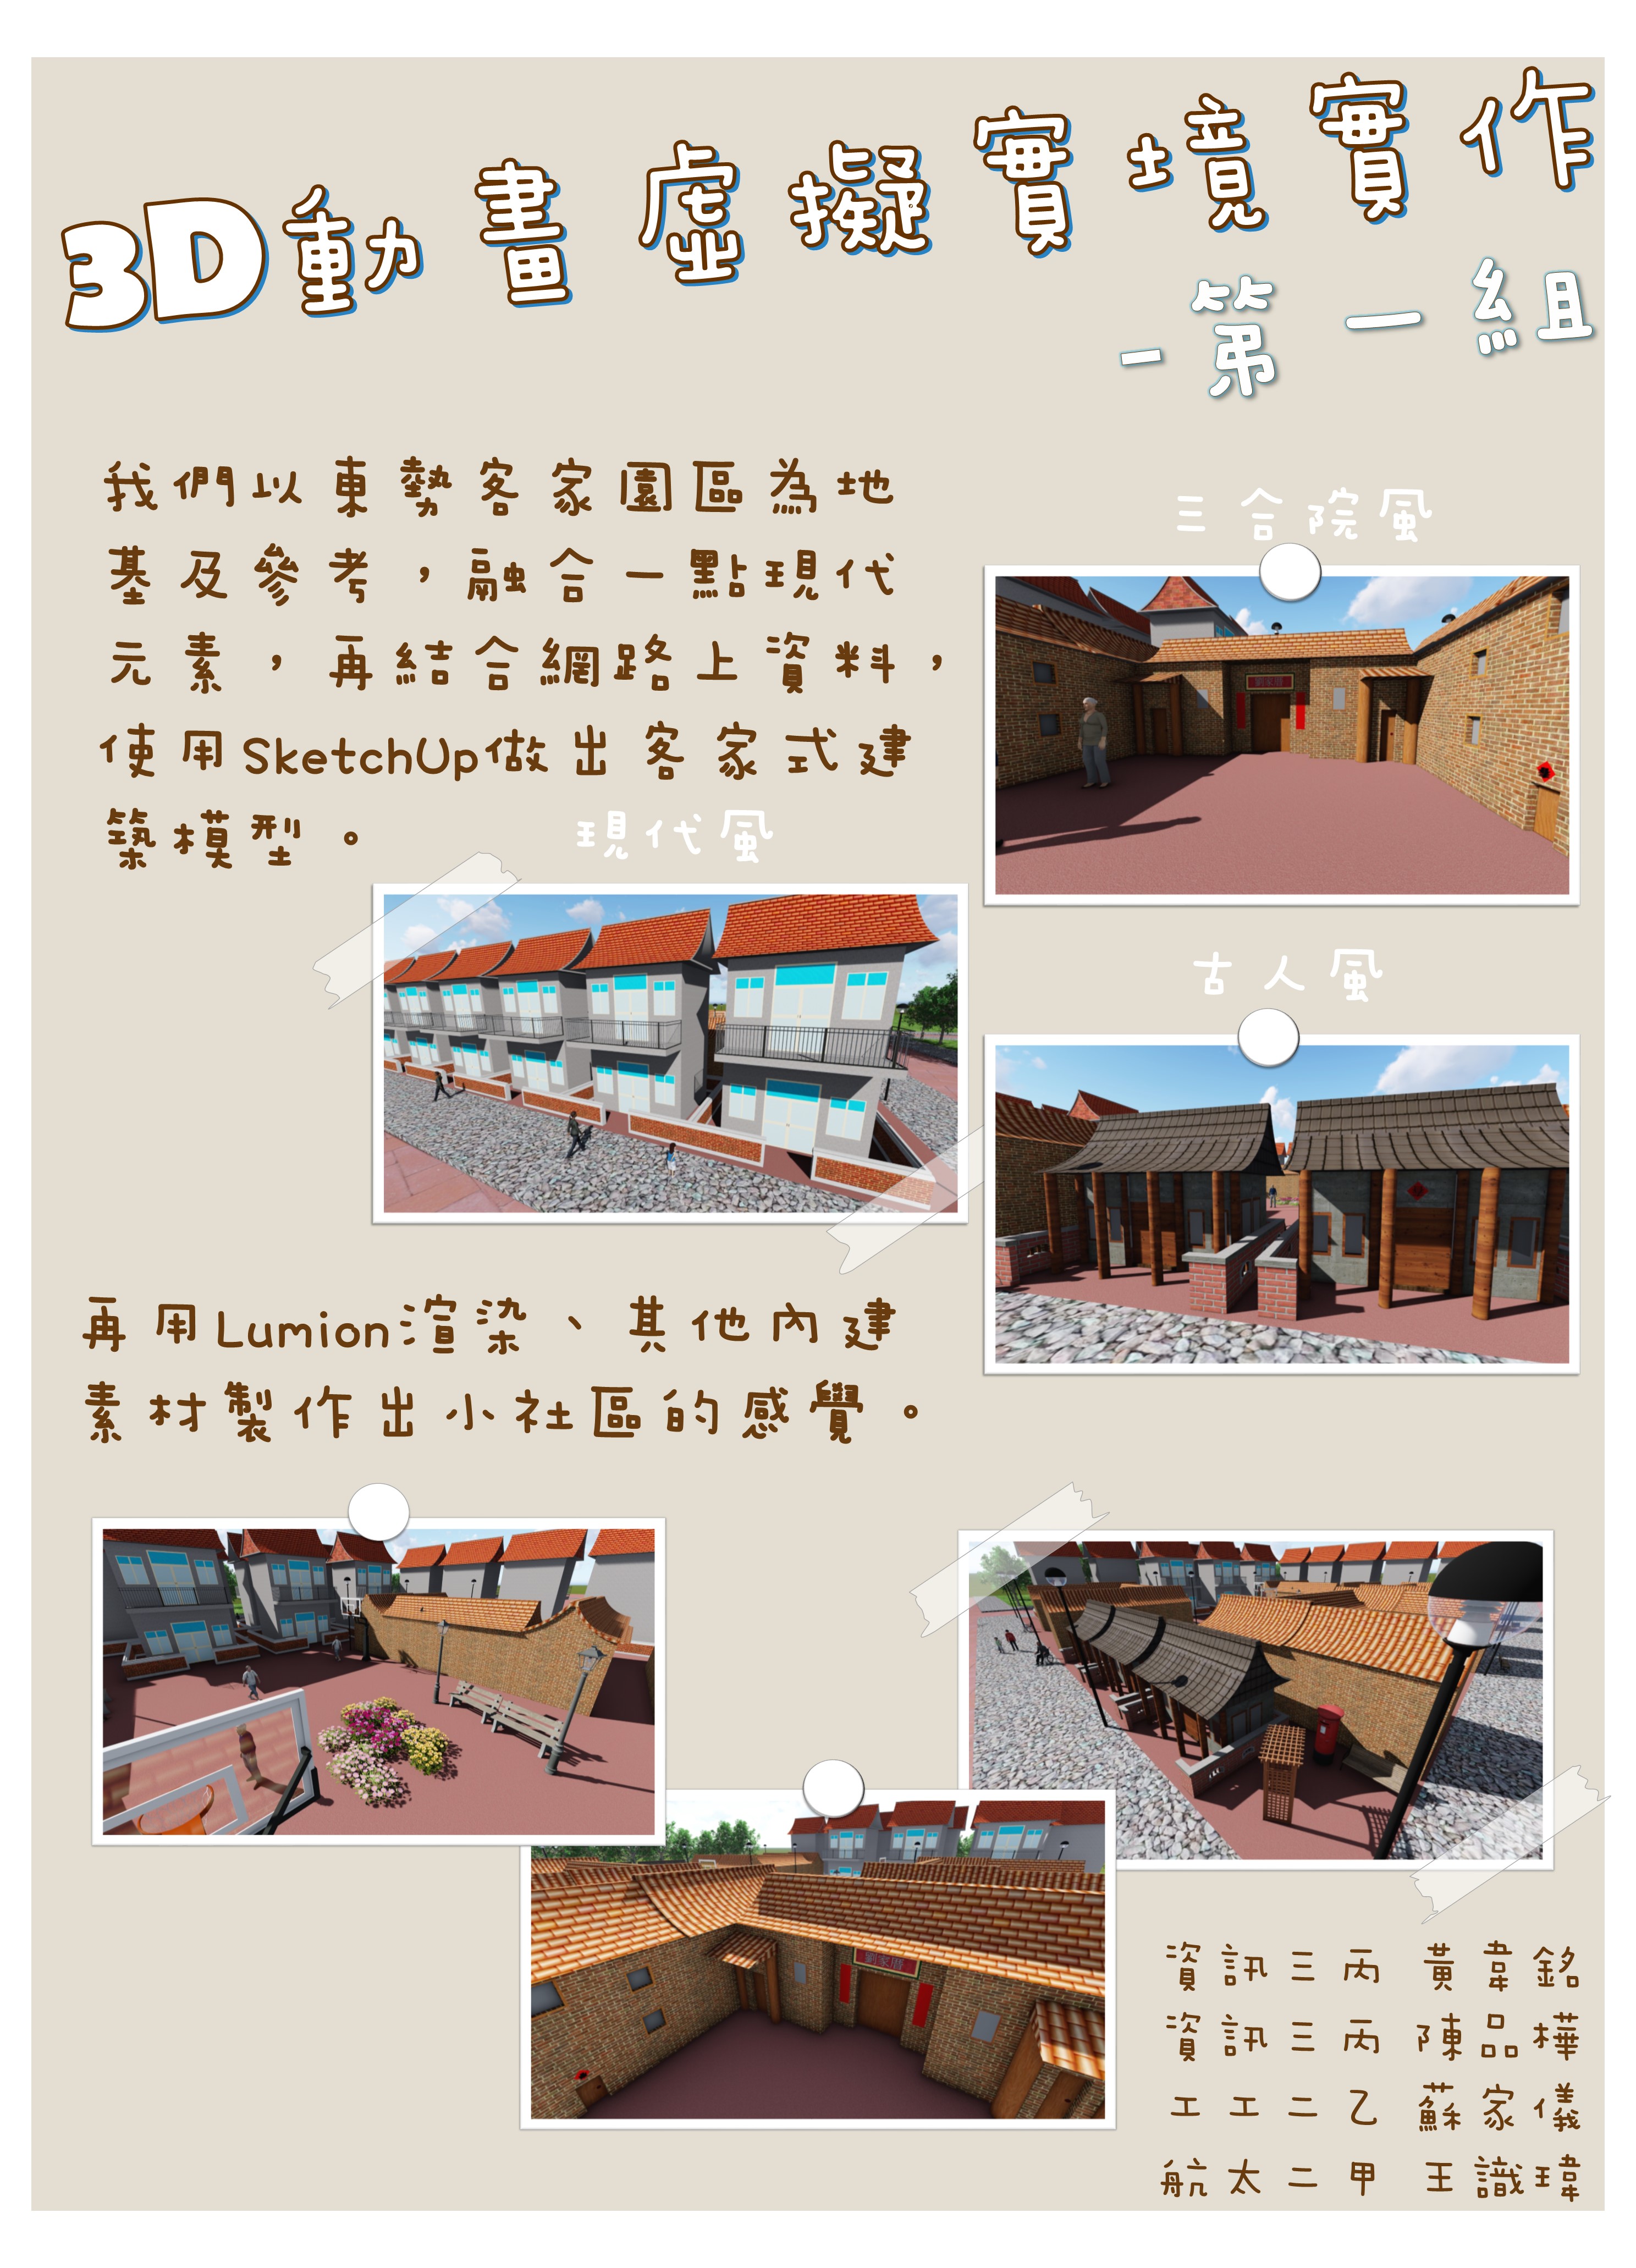 3D動畫虛擬實境實作
-第一組
我們以東勢客家園區為地
基及參考，融合一點現代
元素，再結合網路上資料，
使用SketchUp做出客家式建
築模型。
三合院風
現代風
古人風
再用Lumion渲染、其他內建
素材製作出小社區的感覺。
資訊三丙 黃韋銘
資訊三丙 陳品樺
工工二乙 蘇家儀
航太二甲 王識瑋